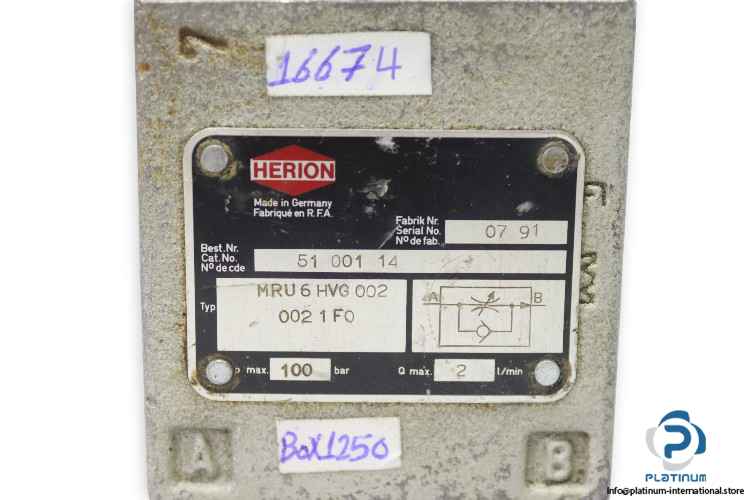 16674
HERION
Made in Germany
Fabriqué en R.F.A.
Fabrik Nr.
Serial No.
Nº de fab.
07 91
Best. Nr.
Cat. No.
Nº de cde
51 001 14
Typ
MRU 6 HVG 002
002 1 F0
A
B
p max. 100 bar
Q max. 2 l/min
A
Box1250
B
PLATINUM
Info@platinum-international.store